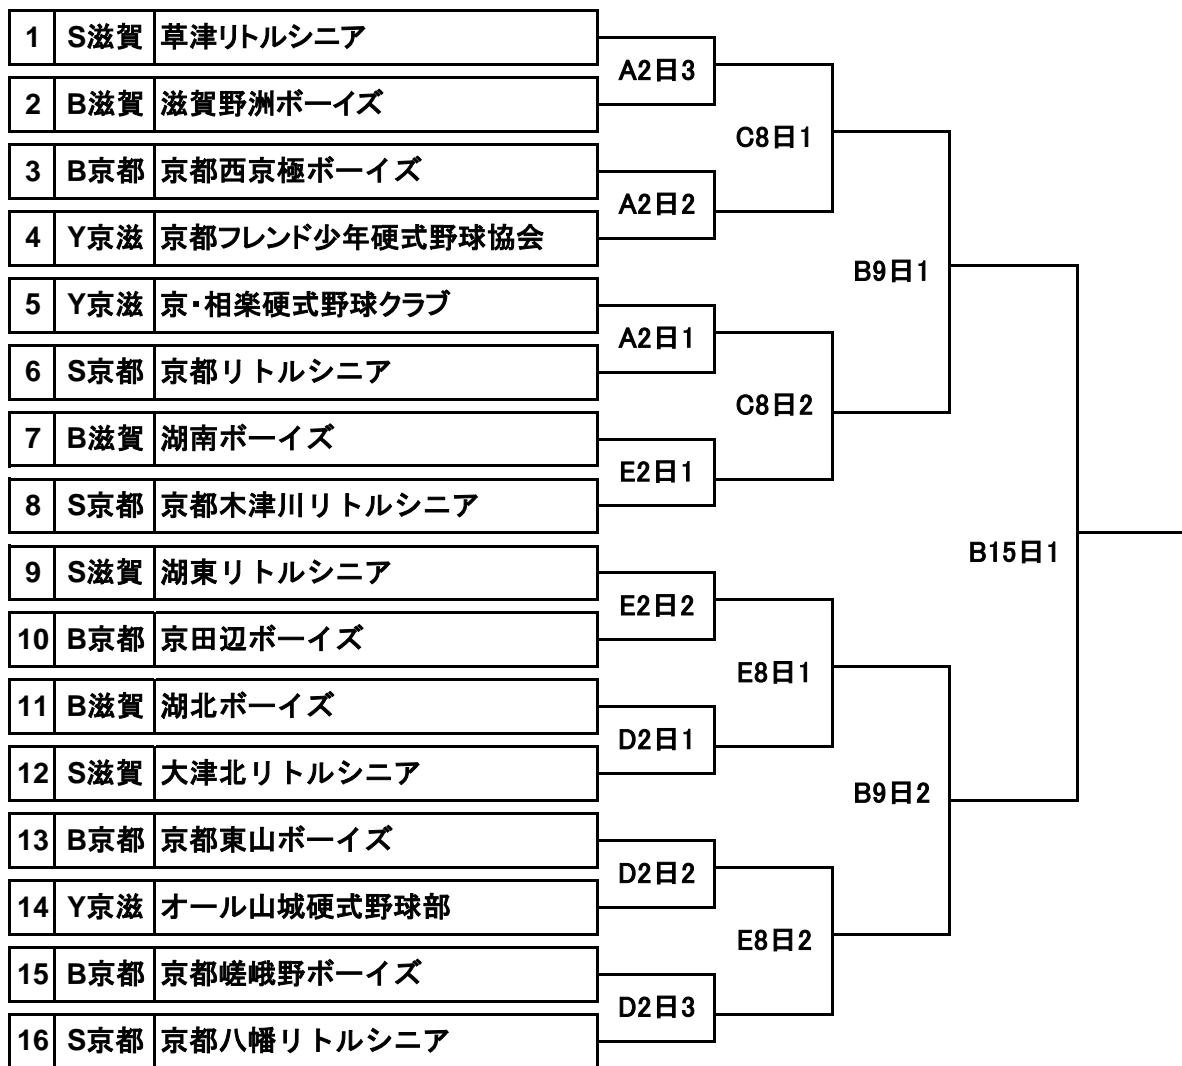 1 S滋賀 草津リトルシニア
A2日3
2 B滋賀 滋賀野洲ボーイズ
C8日1
3 B京都 京都西京極ボーイズ
A2日2
4 Y京滋 京都フレンド少年硬式野球協会
B9日1
5 Y京滋 京・相楽硬式野球クラブ
A2日1
6 S京都 京都リトルシニア
C8日2
7 B滋賀 湖南ボーイズ
E2日1
8 S京都 京都木津川リトルシニア
B15日1
9 S滋賀 湖東リトルシニア
E2日2
10 B京都 京田辺ボーイズ
E8日1
11 B滋賀 湖北ボーイズ
D2日1
12 S滋賀 大津北リトルシニア
B9日2
13 B京都 京都東山ボーイズ
D2日2
14 Y京滋 オール山城硬式野球部
E8日2
15 B京都 京都嵯峨野ボーイズ
D2日3
16 S京都 京都八幡リトルシニア